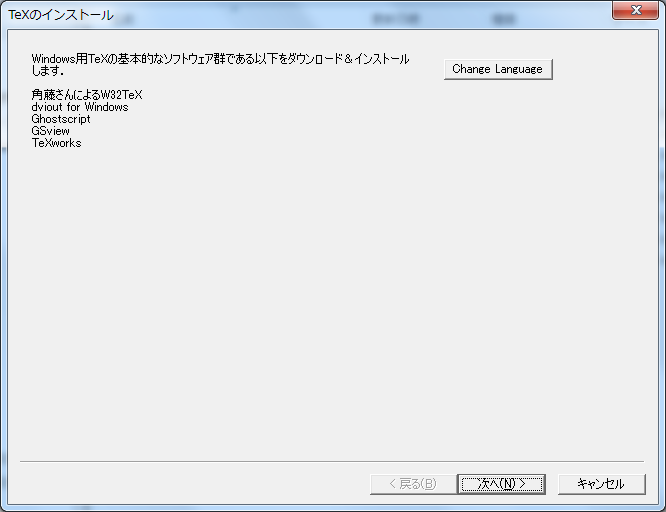 TeXのインストール
Windows用TeXの基本的なソフトウェア群である以下をダウンロード＆インストール
します．
Change Language
角藤さんによるW32TeX
dviout for Windows
Ghostscript
GSview
TeXworks
< 戻る(B)
次へ(N) >
キャンセル